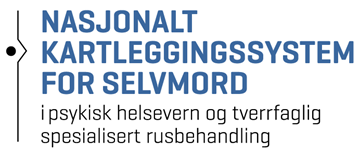 NASJONALT
KARTLEGGINGSSYSTEM
FOR SELVMORD
i psykisk helsevern og tverrfaglig
spesialisert rusbehandling